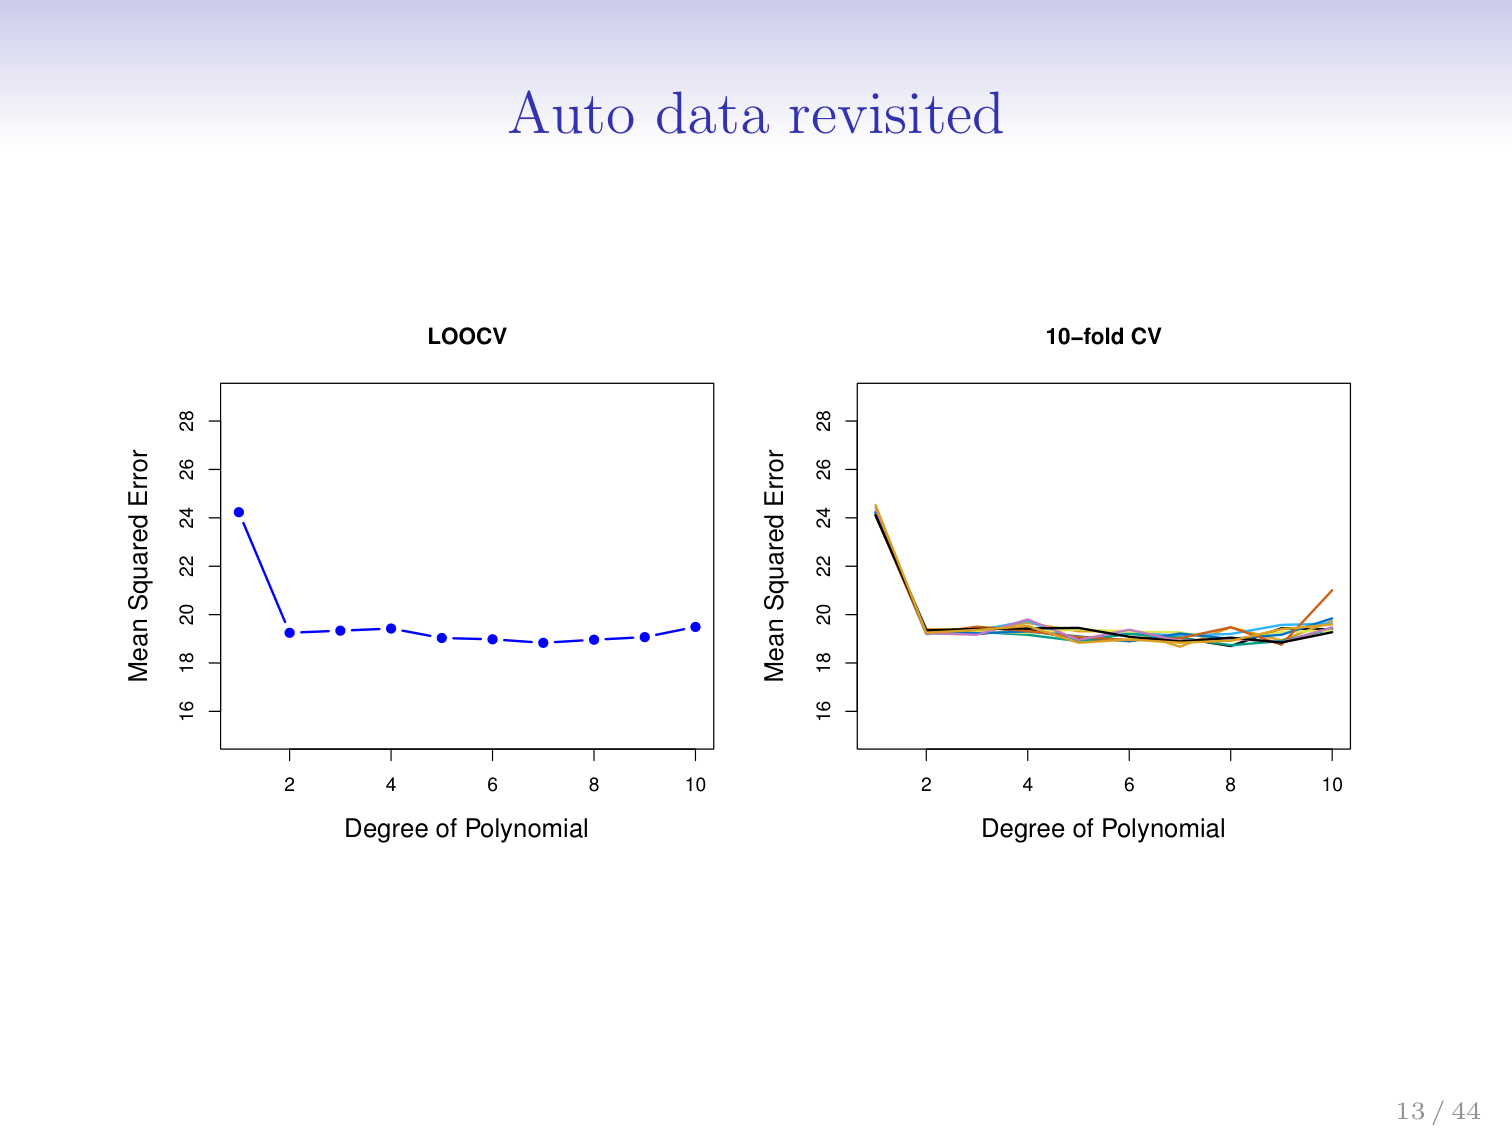 Auto data revisited
LOOCV
28
26
24
22
20
18
16
Mean Squared Error
2 4 6 8 10
Degree of Polynomial
10−fold CV
28
26
24
22
20
18
16
Mean Squared Error
2 4 6 8 10
Degree of Polynomial
13 / 44